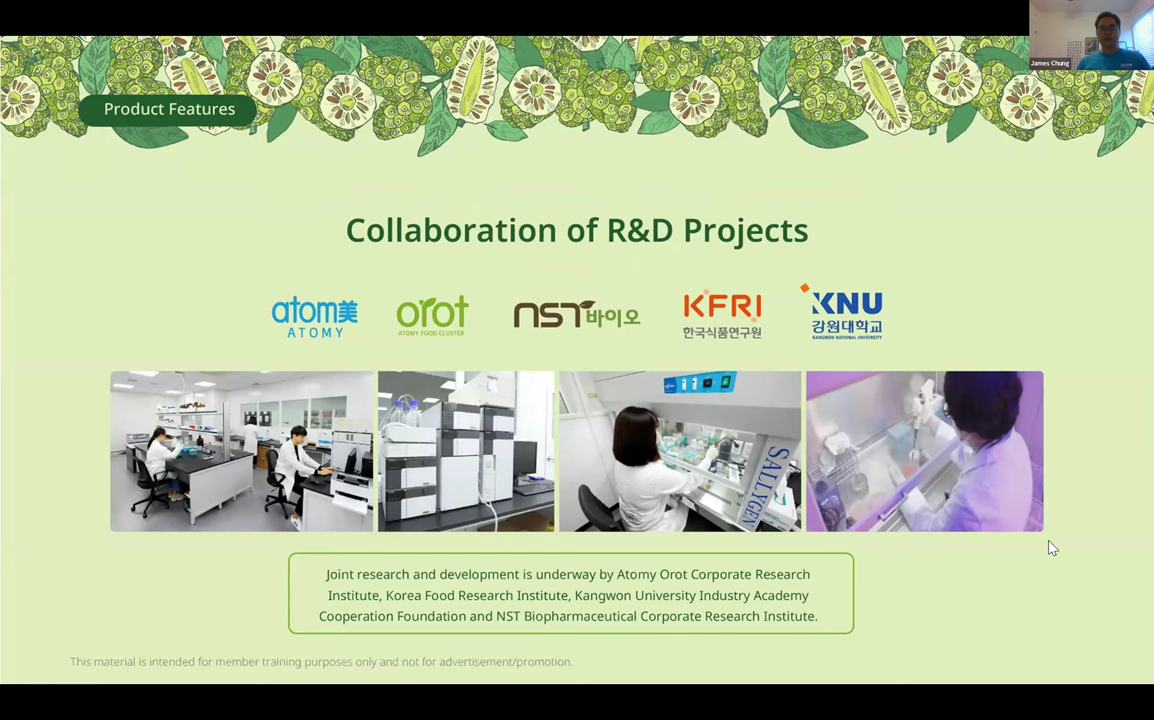 James Chung
Product Features
Collaboration of R&D Projects
atom美
ATOMY
orot
ATOMY FOOD CLUSTER
nST바이오
KFRI
한국식품연구원
KNU
강원대학교
KANGWON NATIONAL UNIVERSITY
SALLYGEN
Joint research and development is underway by Atomy Orot Corporate Research
Institute, Korea Food Research Institute, Kangwon University Industry Academy
Cooperation Foundation and NST Biopharmaceutical Corporate Research Institute.
This material is intended for member training purposes only and not for advertisement/promotion.